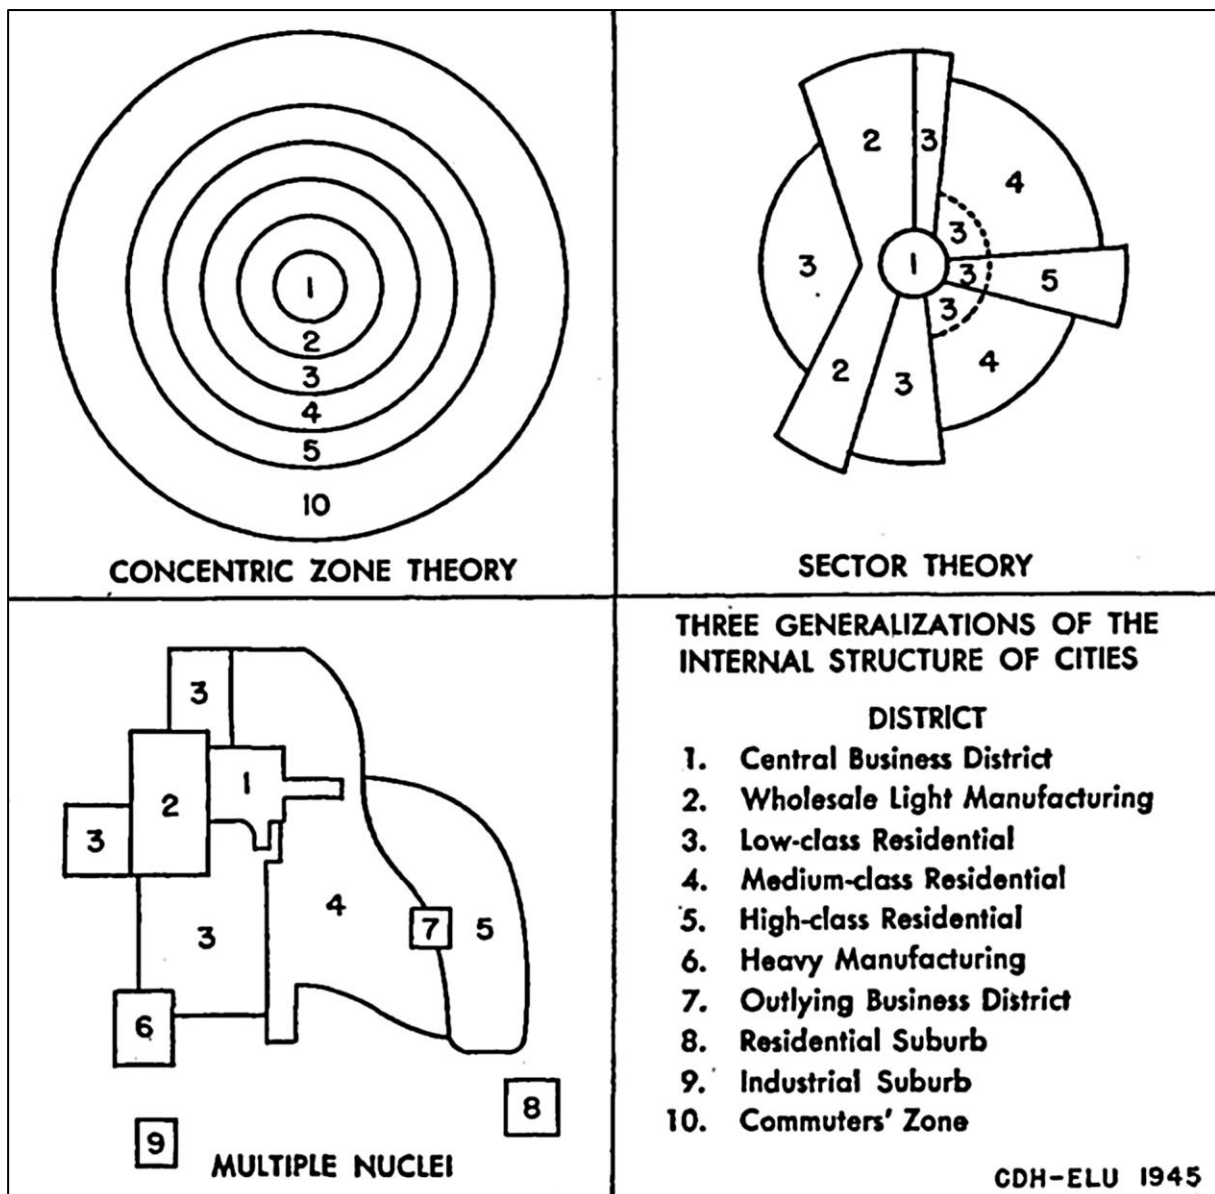 1
2
3
4
5
10
CONCENTRIC ZONE THEORY
2
3
4
3
3
1
3
5
3
4
2
3
SECTOR THEORY
3
1
2
3
4
7
5
3
6
8
9
MULTIPLE NUCLEI
THREE GENERALIZATIONS OF THE
INTERNAL STRUCTURE OF CITIES
DISTRICT
1. Central Business District
2. Wholesale Light Manufacturing
3. Low-class Residential
4. Medium-class Residential
5. High-class Residential
6. Heavy Manufacturing
7. Outlying Business District
8. Residential Suburb
9. Industrial Suburb
10. Commuters' Zone
CDH-ELU 1945